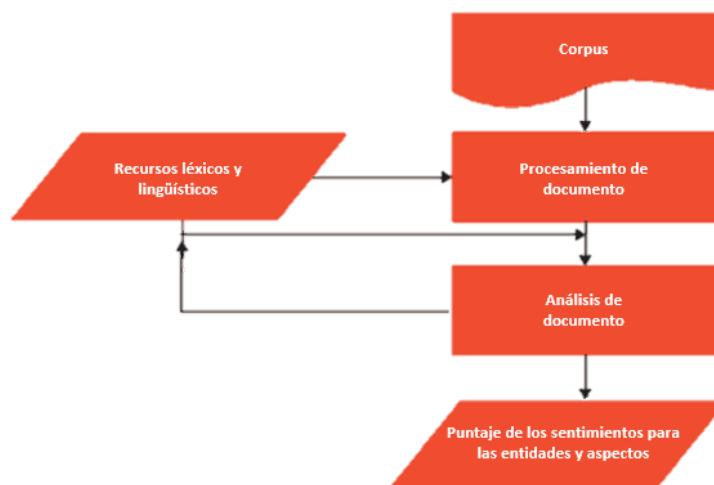 Corpus
Recursos léxicos y
lingüísticos
Procesamiento de
documento
Análisis de
documento
Puntaje de los sentimientos para
las entidades y aspectos